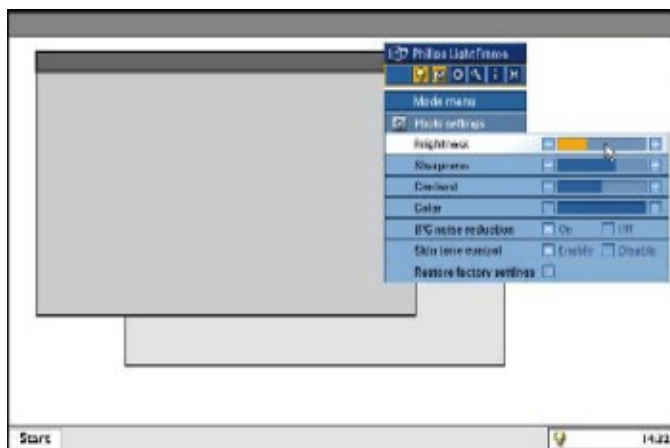 Philips LightFrame
Mode menu
Photo settings
Brightness
Sharpness
Contrast
Color
JPG noise reduction On Off
Skin tone control Enable Disable
Restore factory settings
Start